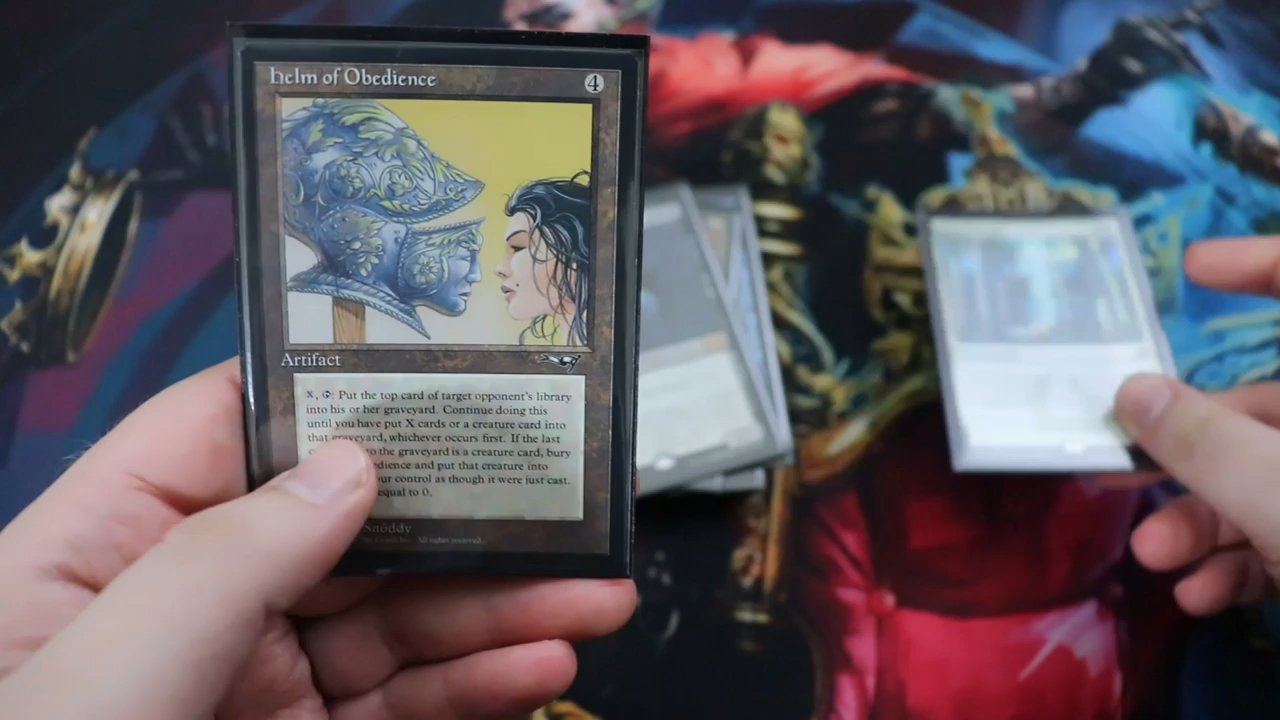 Helm of Obedience
4
Artifact
X, : Put the top card of target opponent's library
into his or her graveyard. Continue doing this
until you have put X cards or a creature card into
that graveyard, whichever occurs first. If the last
to the graveyard is a creature card, bury
edience and put that creature into
ur control as though it were just cast.
equal to 0.
Snöddy
All rights reserved.